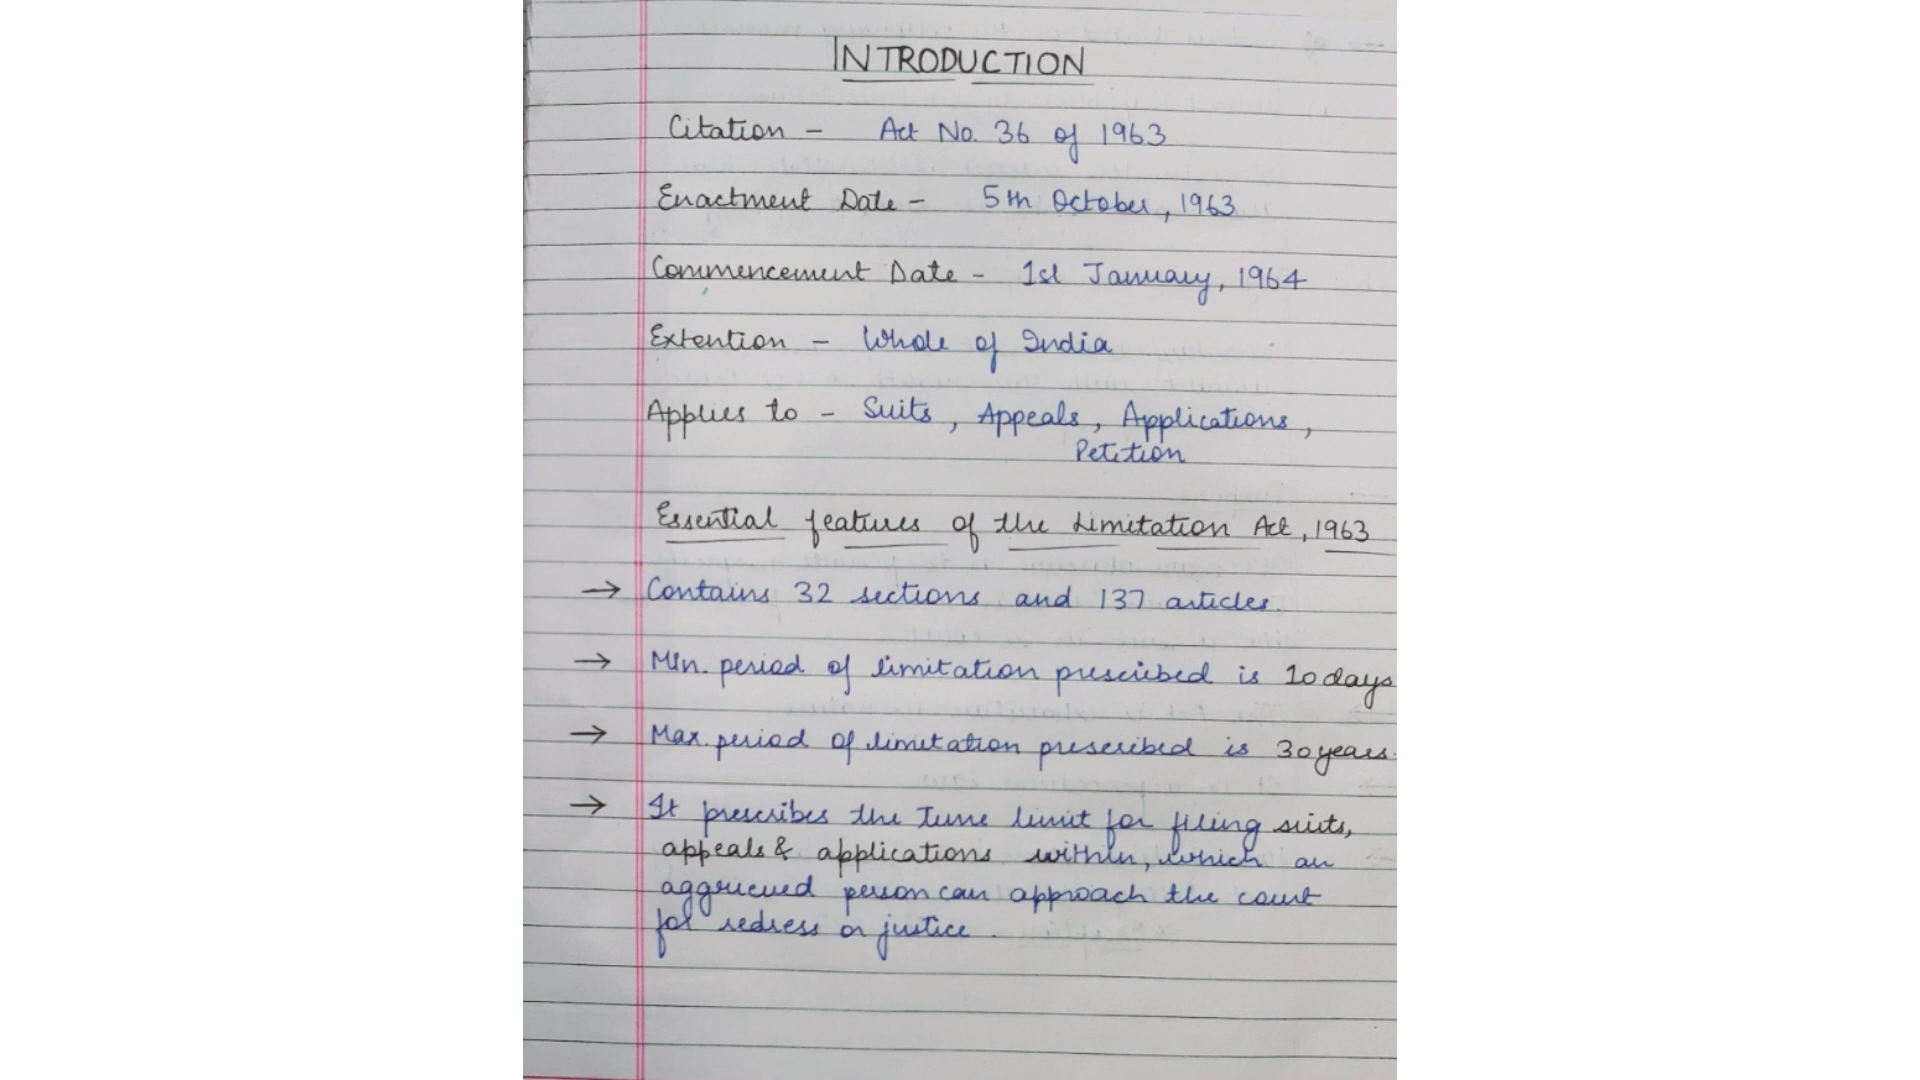 INTRODUCTION
Citation - Act No. 36 of 1963
Enactment Date - 5th October, 1963
Commencement Date - 1st January, 1964
Extention - Whole of India
Applies to - Suits, Appeals, Applications,
Petition
Essential features of the Limitation Act, 1963
→ Contains 32 sections and 137 articles.
→ Min. period of limitation prescribed is 10 days
→ Max. period of limitation prescribed is 30 years.
→ It prescribes the time limit for filing suits,
appeals & applications within, which an
aggrieved person can approach the court
for redress or justice.